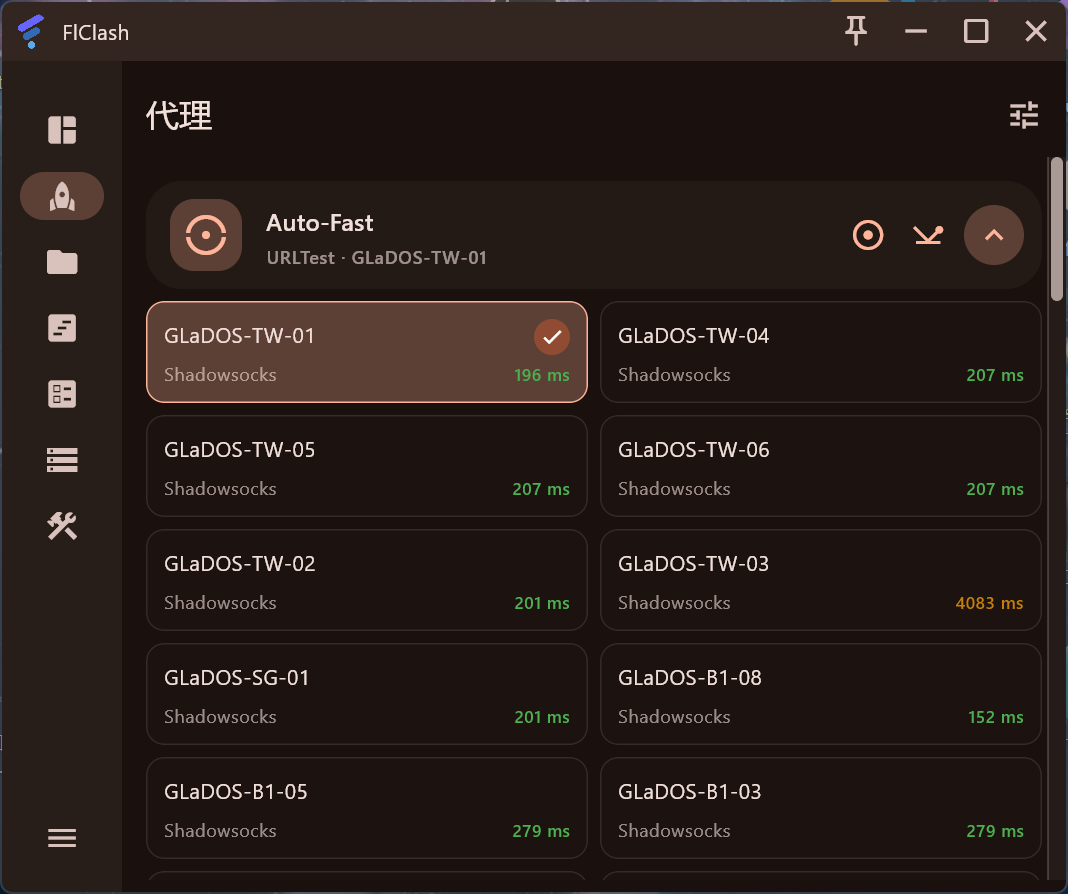 FlClash
代理
Auto-Fast
URLTest · GLaDOS-TW-01
GLaDOS-TW-01
Shadowsocks
196 ms
GLaDOS-TW-04
Shadowsocks
207 ms
GLaDOS-TW-05
Shadowsocks
207 ms
GLaDOS-TW-06
Shadowsocks
207 ms
GLaDOS-TW-02
Shadowsocks
201 ms
GLaDOS-TW-03
Shadowsocks
4083 ms
GLaDOS-SG-01
Shadowsocks
201 ms
GLaDOS-B1-08
Shadowsocks
152 ms
GLaDOS-B1-05
Shadowsocks
279 ms
GLaDOS-B1-03
Shadowsocks
279 ms